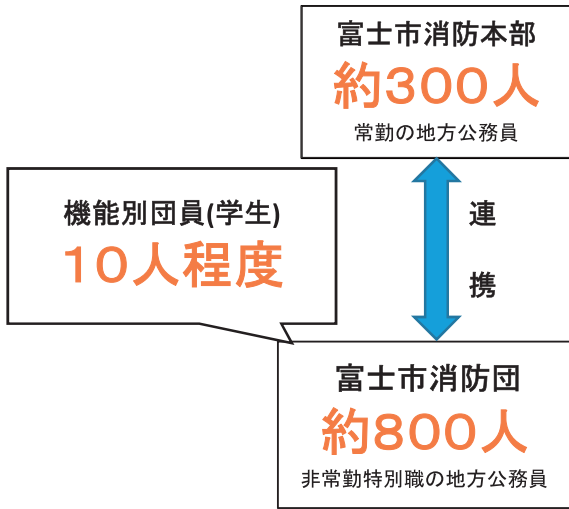 富士市消防本部
約300人
常勤の地方公務員
連
携
機能別団員(学生)
10人程度
富士市消防団
約800人
非常勤特別職の地方公務員